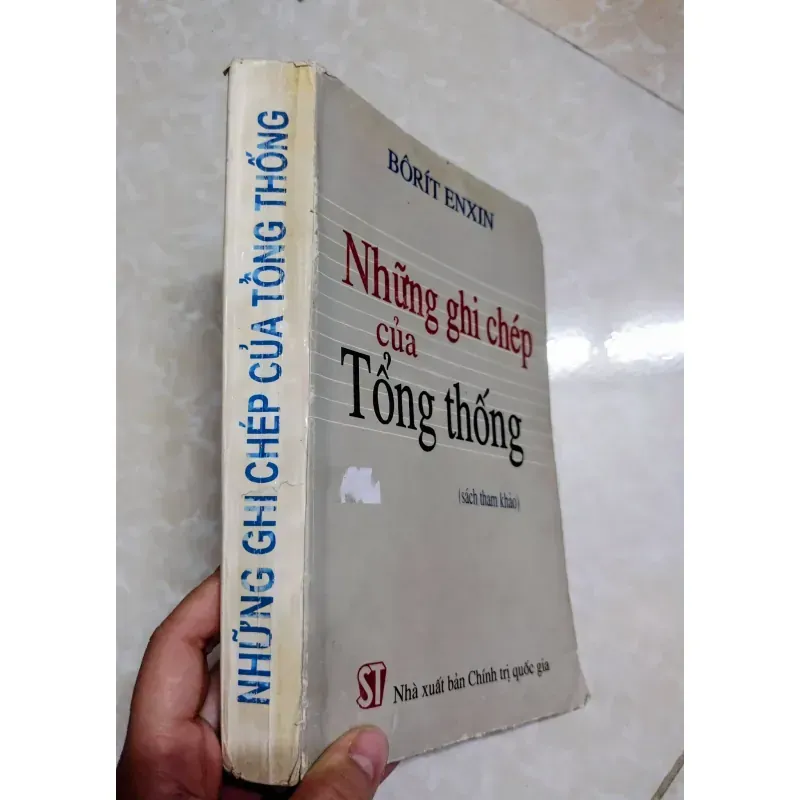 NHỮNG GHI CHÉP CỦA TỔNG THỐNG
BÔRÍT ENXIN
Những ghi chép
của
Tổng thống
(sách tham khảo)
ST Nhà xuất bản Chính trị quốc gia